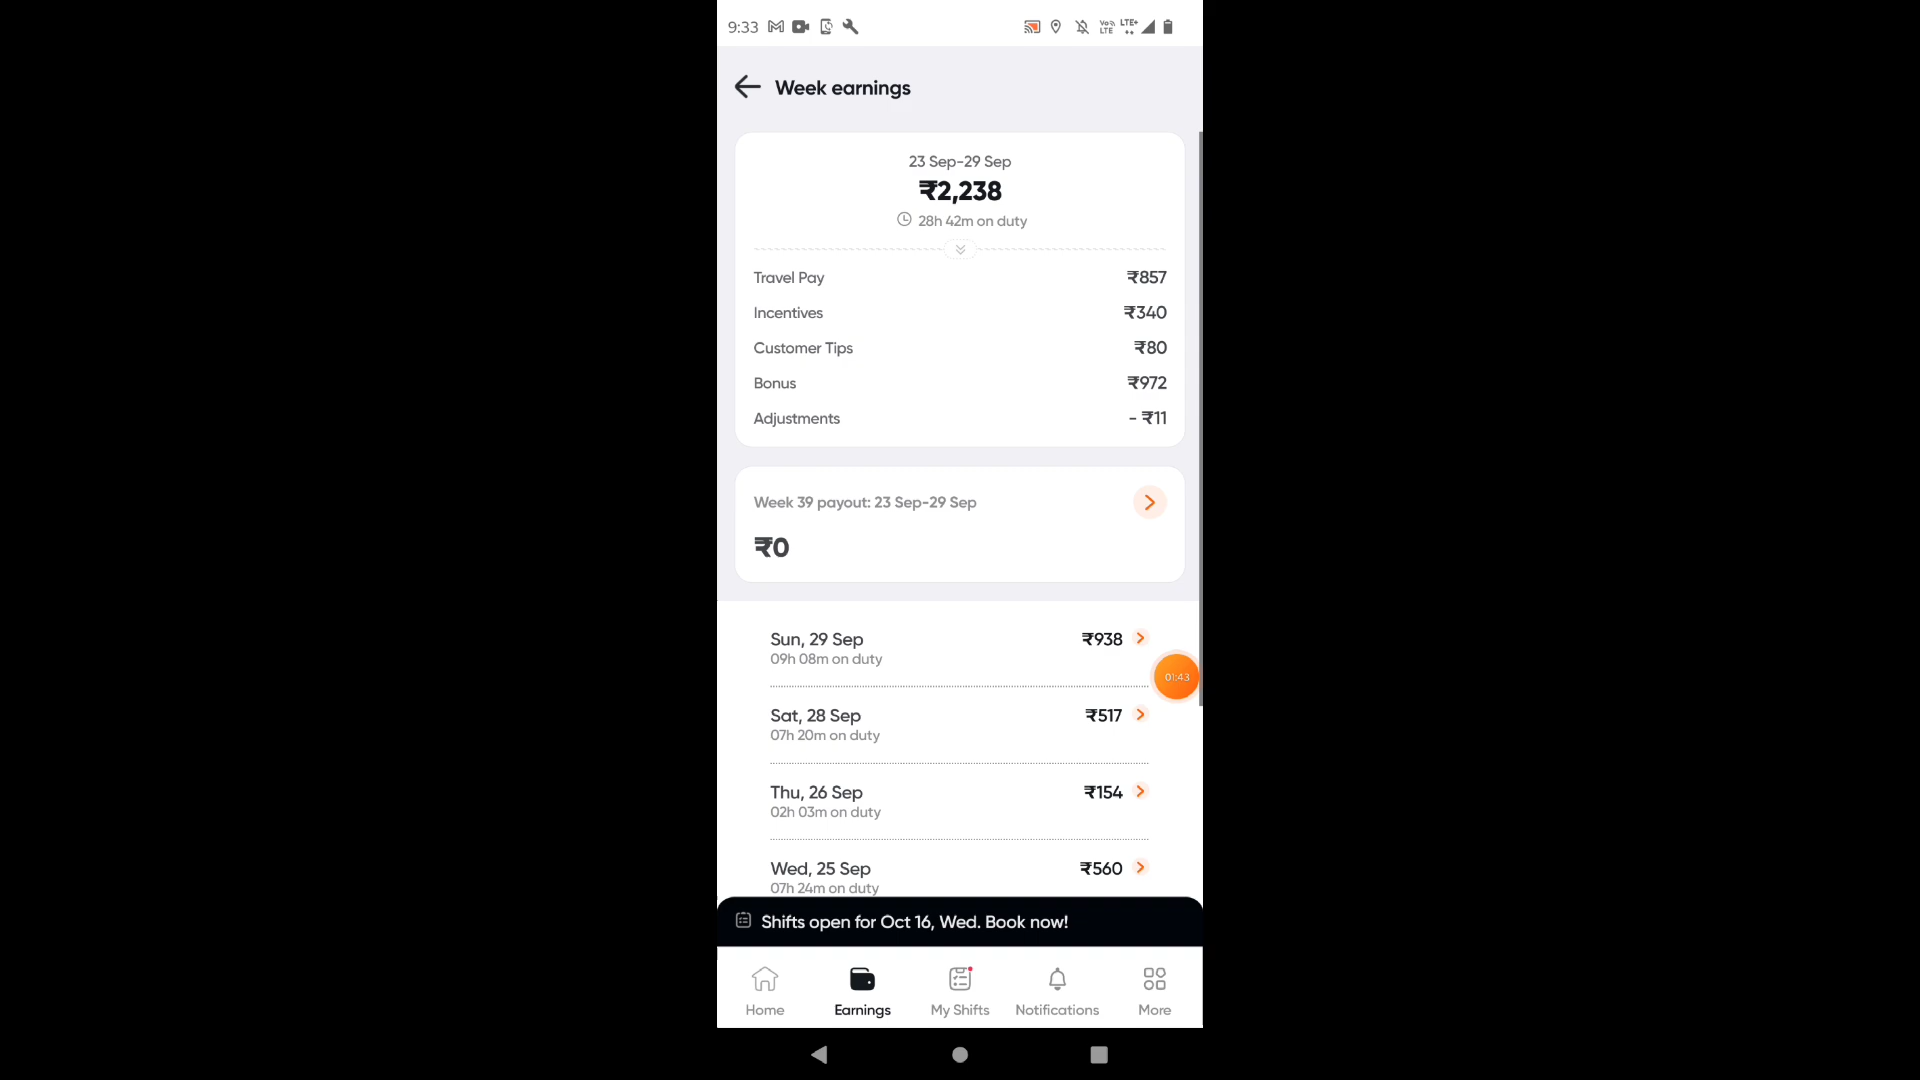 9:33 Vo LTE LTE+
Week earnings
23 Sep-29 Sep
₹2,238
28h 42m on duty
Travel Pay ₹857
Incentives ₹340
Customer Tips ₹80
Bonus ₹972
Adjustments - ₹11
Week 39 payout: 23 Sep-29 Sep
₹0
Sun, 29 Sep ₹938
09h 08m on duty
01:43
Sat, 28 Sep ₹517
07h 20m on duty
Thu, 26 Sep ₹154
02h 03m on duty
Wed, 25 Sep ₹560
07h 24m on duty
Shifts open for Oct 16, Wed. Book now!
Home Earnings My Shifts Notifications More